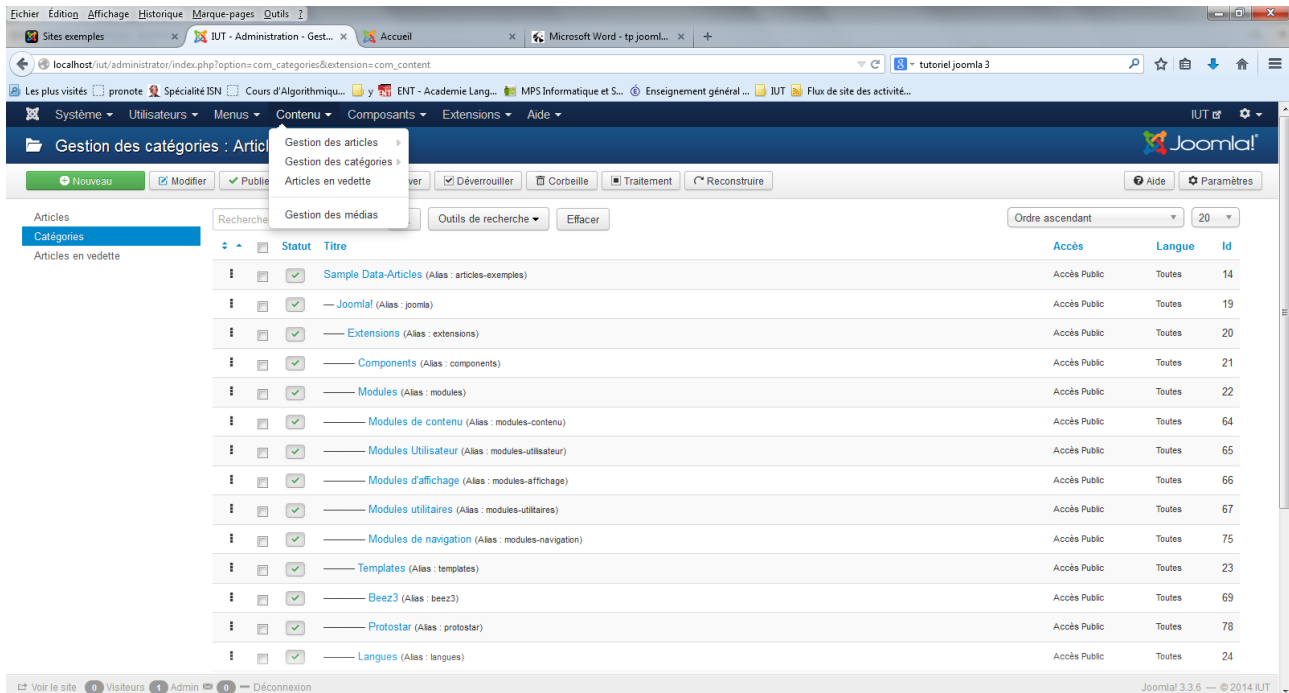 Fichier Édition Affichage Historique Marque-pages Outils ?
Sites exemples × IUT - Administration - Gest... × Accueil × Microsoft Word - tp jooml... × +
localhost/iut/administrator/index.php?option=com_categories&extension=com_content
tutoriel joomla 3
Les plus visités pronote Spécialité ISN Cours d'Algorithmiqu... y ENT - Academie Lang... MPS Informatique et S... Enseignement général ... IUT Flux de site des activité...
Système Utilisateurs Menus Contenu Composants Extensions Aide IUT
Gestion des catégories : Articl
Joomla!
Gestion des articles
Gestion des catégories
Articles en vedette
Gestion des médias
Nouveau Modifier Publie ver Déverrouiller Corbeille Traitement Reconstruire Aide Paramètres
Articles
Catégories
Articles en vedette
Recherche Outils de recherche Effacer Ordre ascendant 20
Statut Titre Accès Langue Id
Sample Data-Articles (Alias : articles-exemples) Accès Public Toutes 14
— Joomla! (Alias : joomla) Accès Public Toutes 19
—— Extensions (Alias : extensions) Accès Public Toutes 20
——— Components (Alias : components) Accès Public Toutes 21
——— Modules (Alias : modules) Accès Public Toutes 22
———— Modules de contenu (Alias : modules-contenu) Accès Public Toutes 64
———— Modules Utilisateur (Alias : modules-utilisateur) Accès Public Toutes 65
———— Modules d'affichage (Alias : modules-affichage) Accès Public Toutes 66
———— Modules utilitaires (Alias : modules-utilitaires) Accès Public Toutes 67
———— Modules de navigation (Alias : modules-navigation) Accès Public Toutes 75
——— Templates (Alias : templates) Accès Public Toutes 23
———— Beez3 (Alias : beez3) Accès Public Toutes 69
———— Protostar (Alias : protostar) Accès Public Toutes 78
——— Langues (Alias : langues) Accès Public Toutes 24
Voir le site 0 Visiteurs 1 Admin 0 — Déconnexion Joomla! 3.3.6 — © 2014 IUT